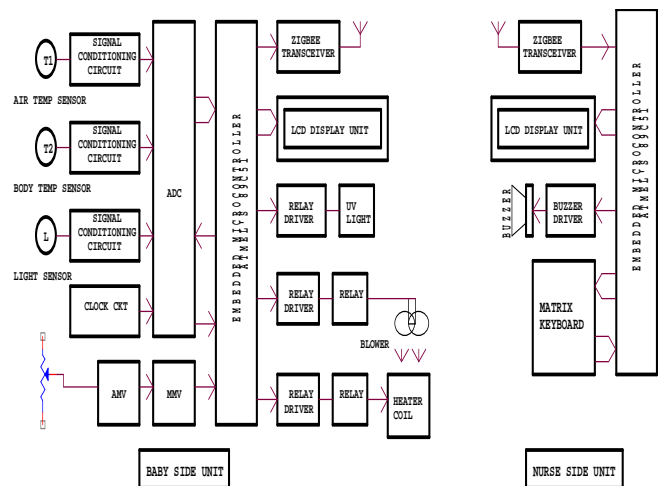 T1
SIGNAL
CONDITIONING
CIRCUIT
AIR TEMP SENSOR
T2
SIGNAL
CONDITIONING
CIRCUIT
BODY TEMP SENSOR
L
SIGNAL
CONDITIONING
CIRCUIT
LIGHT SENSOR
CLOCK CKT
ADC
AMV
MMV
EMBEDDED MICROCONTROLLER
ATMEL'S 89C51
ZIGBEE
TRANSCEIVER
LCD DISPLAY UNIT
RELAY
DRIVER
UV
LIGHT
RELAY
DRIVER
RELAY
BLOWER
RELAY
DRIVER
RELAY
HEATER
COIL
BABY SIDE UNIT
ZIGBEE
TRANSCEIVER
LCD DISPLAY UNIT
BUZZER
BUZZER
DRIVER
MATRIX
KEYBOARD
EMBEDDED MICROCONTROLLER
ATMEL'S 89C51
NURSE SIDE UNIT